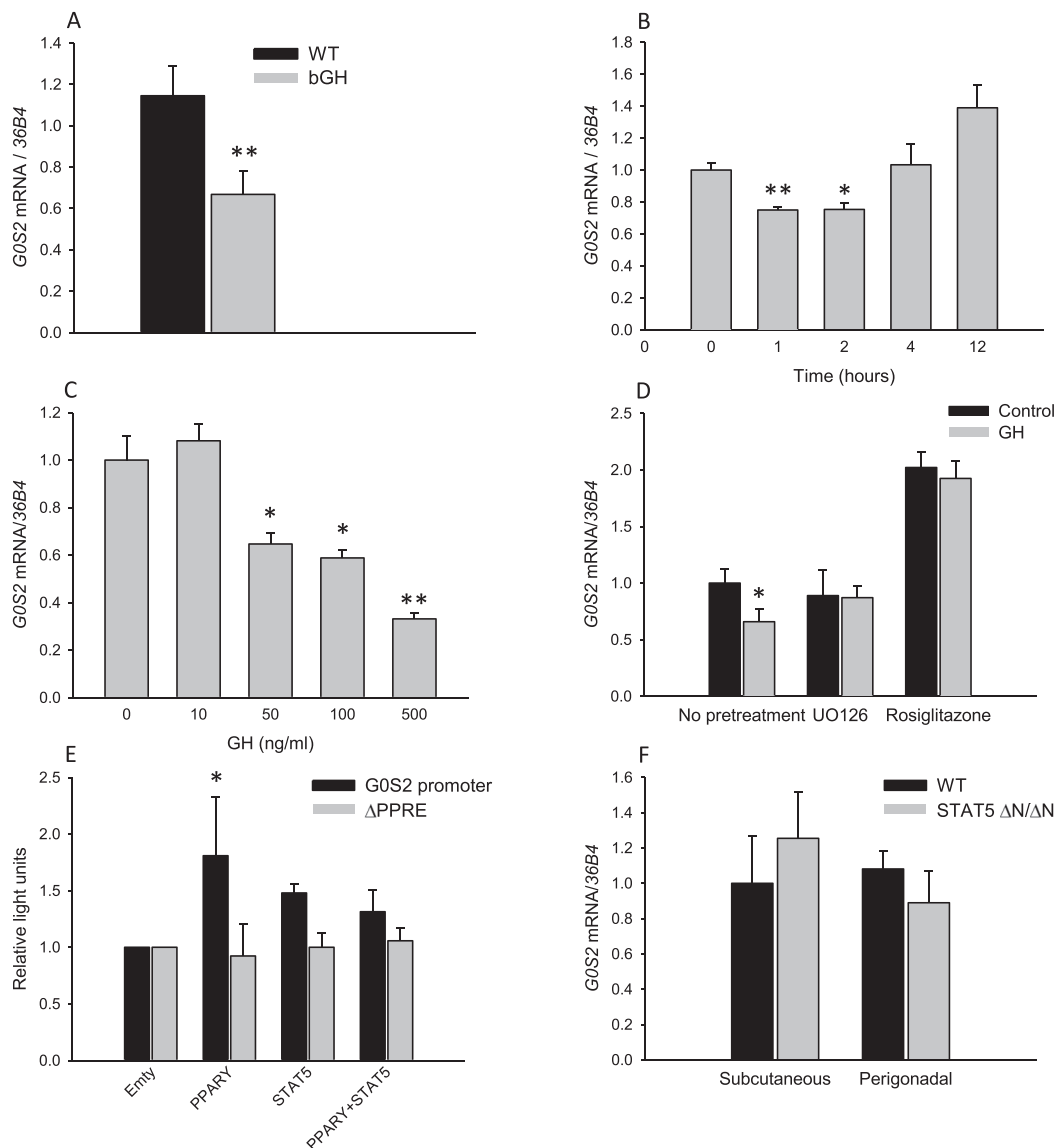 A
1.4
1.2
1.0
0.8
0.6
0.4
0.2
0.0
G0S2 mRNA / 36B4
WT
bGH
**
B
1.8
1.6
1.4
1.2
1.0
0.8
0.6
0.4
0.2
0.0
G0S2 mRNA / 36B4
** *
0 0 1 2 4 12
Time (hours)
C
1.2
1.0
0.8
0.6
0.4
0.2
0.0
G0S2 mRNA/36B4
* * **
0 10 50 100 500
GH (ng/ml)
D
2.5
2.0
1.5
1.0
0.5
0.0
G0S2 mRNA/36B4
Control
GH
*
No pretreatment UO126 Rosiglitazone
E
2.5
2.0
1.5
1.0
0.5
0.0
Relative light units
G0S2 promoter
ΔPPRE
*
Emty
PPARY
STAT5
PPARY+STAT5
F
1.6
1.4
1.2
1.0
0.8
0.6
0.4
0.2
0.0
G0S2 mRNA/36B4
WT
STAT5 ΔN/ΔN
Subcutaneous Perigonadal